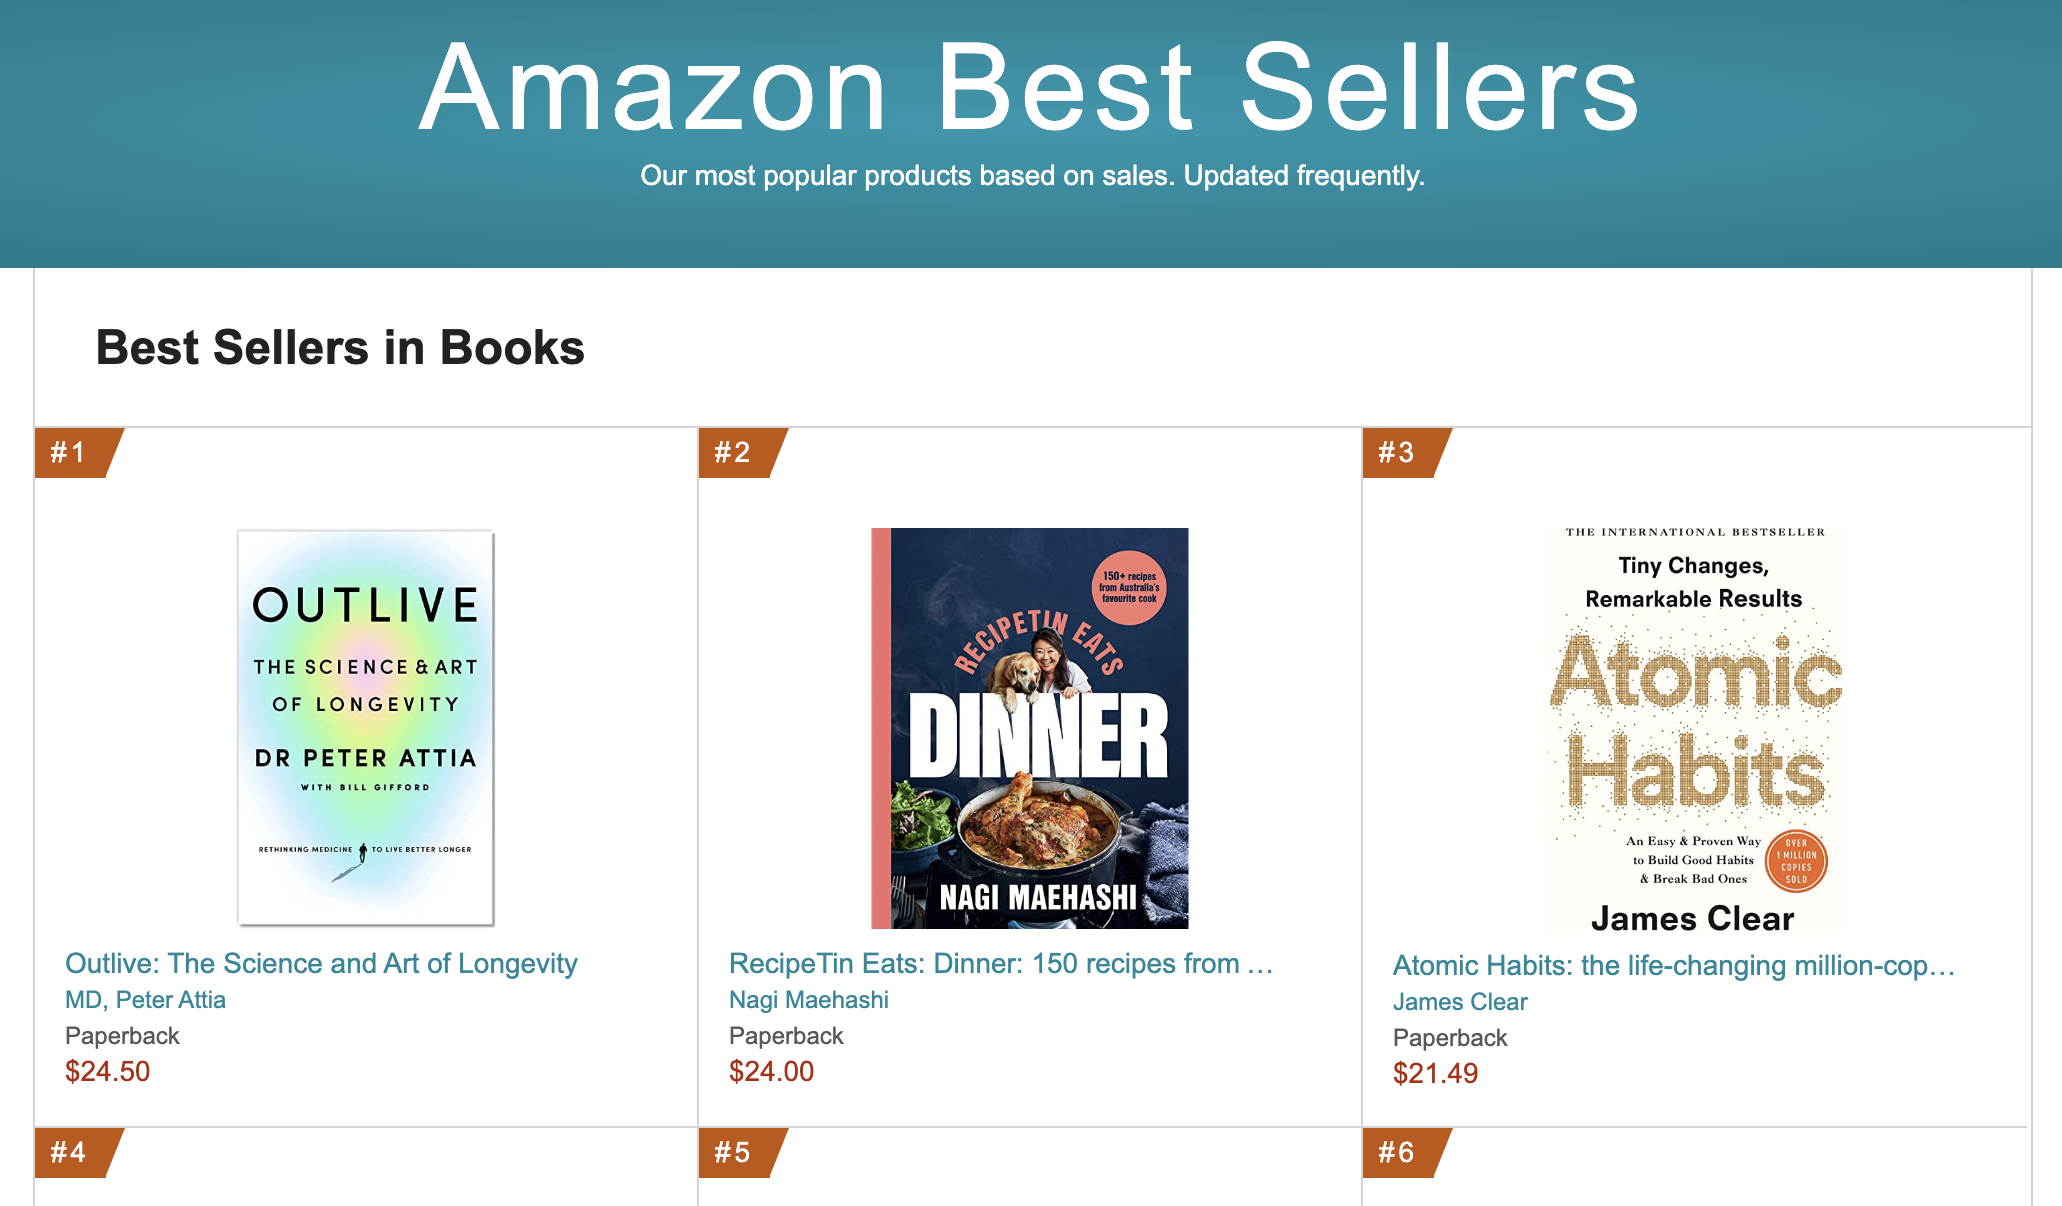 Amazon Best Sellers
Our most popular products based on sales. Updated frequently.
Best Sellers in Books
#1
OUTLIVE
THE SCIENCE & ART
OF LONGEVITY
DR PETER ATTIA
WITH BILL GIFFORD
RETHINKING MEDICINE TO LIVE BETTER LONGER
Outlive: The Science and Art of Longevity
MD, Peter Attia
Paperback
$24.50
#2
150+ recipes
from Australia's
favourite cook
RECIPETIN EATS
DINNER
NAGI MAEHASHI
RecipeTin Eats: Dinner: 150 recipes from …
Nagi Maehashi
Paperback
$24.00
#3
THE INTERNATIONAL BESTSELLER
Tiny Changes,
Remarkable Results
Atomic
Habits
An Easy & Proven Way
to Build Good Habits
& Break Bad Ones
OVER
1 MILLION
COPIES
SOLD
James Clear
Atomic Habits: the life-changing million-cop…
James Clear
Paperback
$21.49
#4
#5
#6